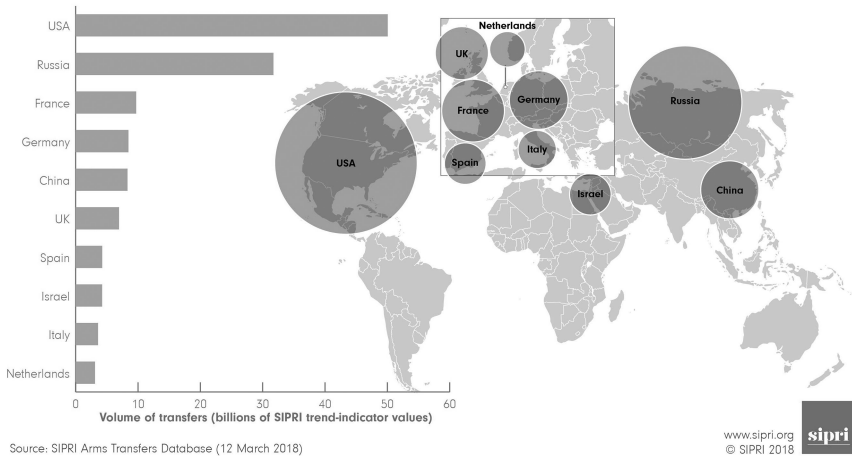 USA
Russia
France
Germany
China
UK
Spain
Israel
Italy
Netherlands
0 10 20 30 40 50 60
Volume of transfers (billions of SIPRI trend-indicator values)
Netherlands
UK
France
Germany
Spain
Italy
USA
Russia
Israel
China
Source: SIPRI Arms Transfers Database (12 March 2018)
www.sipri.org
© SIPRI 2018
sipri